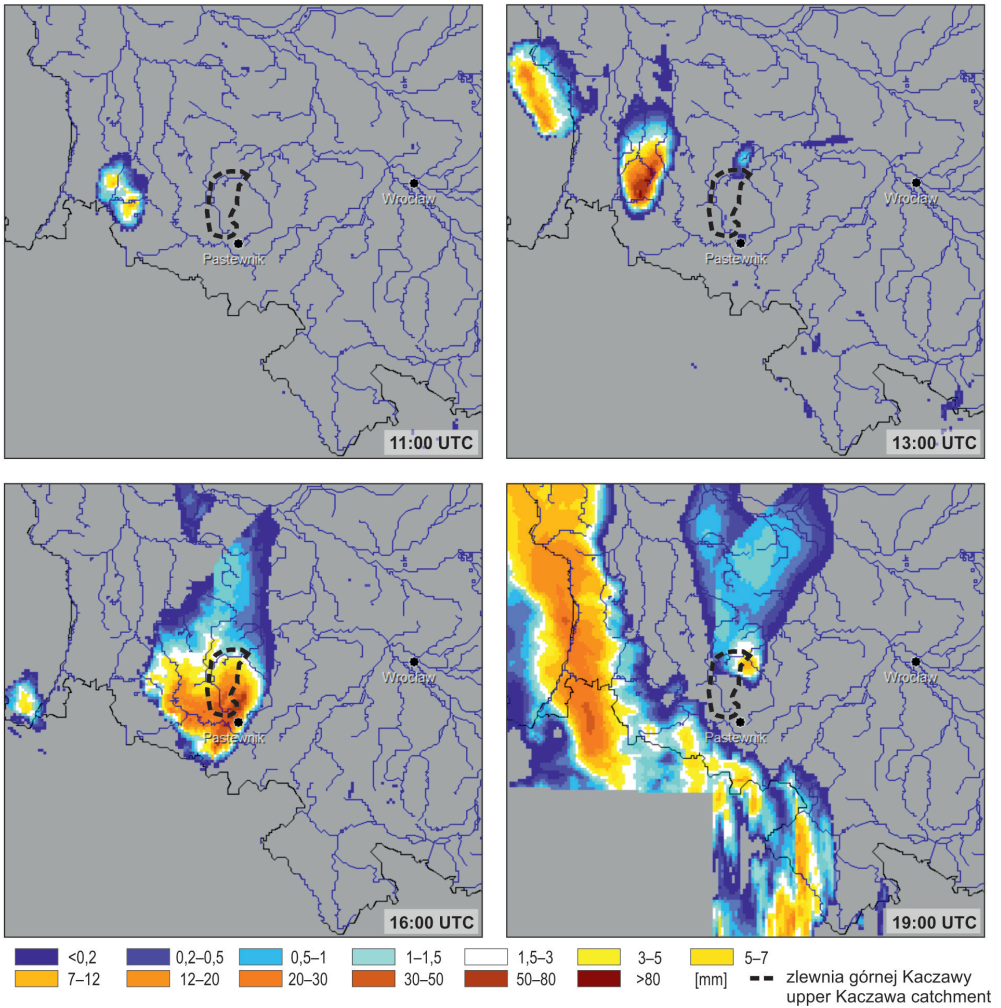 Wrocław
Pastewnik
11:00 UTC
Wrocław
Pastewnik
13:00 UTC
Wrocław
Pastewnik
16:00 UTC
Wrocław
Pastewnik
19:00 UTC
<0,2 0,2–0,5 0,5–1 1–1,5 1,5–3 3–5 5–7
7–12 12–20 20–30 30–50 50–80 >80 [mm] zlewnia górnej Kaczawy
upper Kaczawa catchment